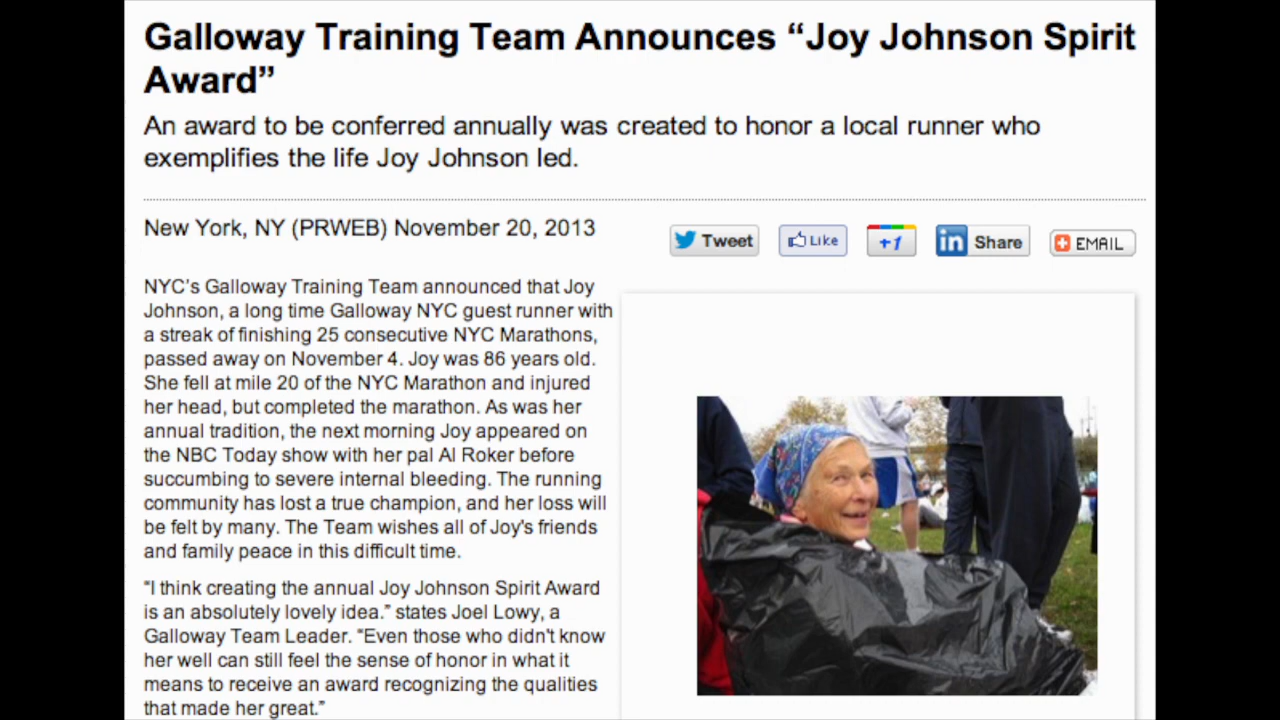 Galloway Training Team Announces “Joy Johnson Spirit
Award”
An award to be conferred annually was created to honor a local runner who
exemplifies the life Joy Johnson led.
New York, NY (PRWEB) November 20, 2013
Tweet
Like
+1
in Share
EMAIL
NYC’s Galloway Training Team announced that Joy
Johnson, a long time Galloway NYC guest runner with
a streak of finishing 25 consecutive NYC Marathons,
passed away on November 4. Joy was 86 years old.
She fell at mile 20 of the NYC Marathon and injured
her head, but completed the marathon. As was her
annual tradition, the next morning Joy appeared on
the NBC Today show with her pal Al Roker before
succumbing to severe internal bleeding. The running
community has lost a true champion, and her loss will
be felt by many. The Team wishes all of Joy's friends
and family peace in this difficult time.
“I think creating the annual Joy Johnson Spirit Award
is an absolutely lovely idea.” states Joel Lowy, a
Galloway Team Leader. “Even those who didn't know
her well can still feel the sense of honor in what it
means to receive an award recognizing the qualities
that made her great.”